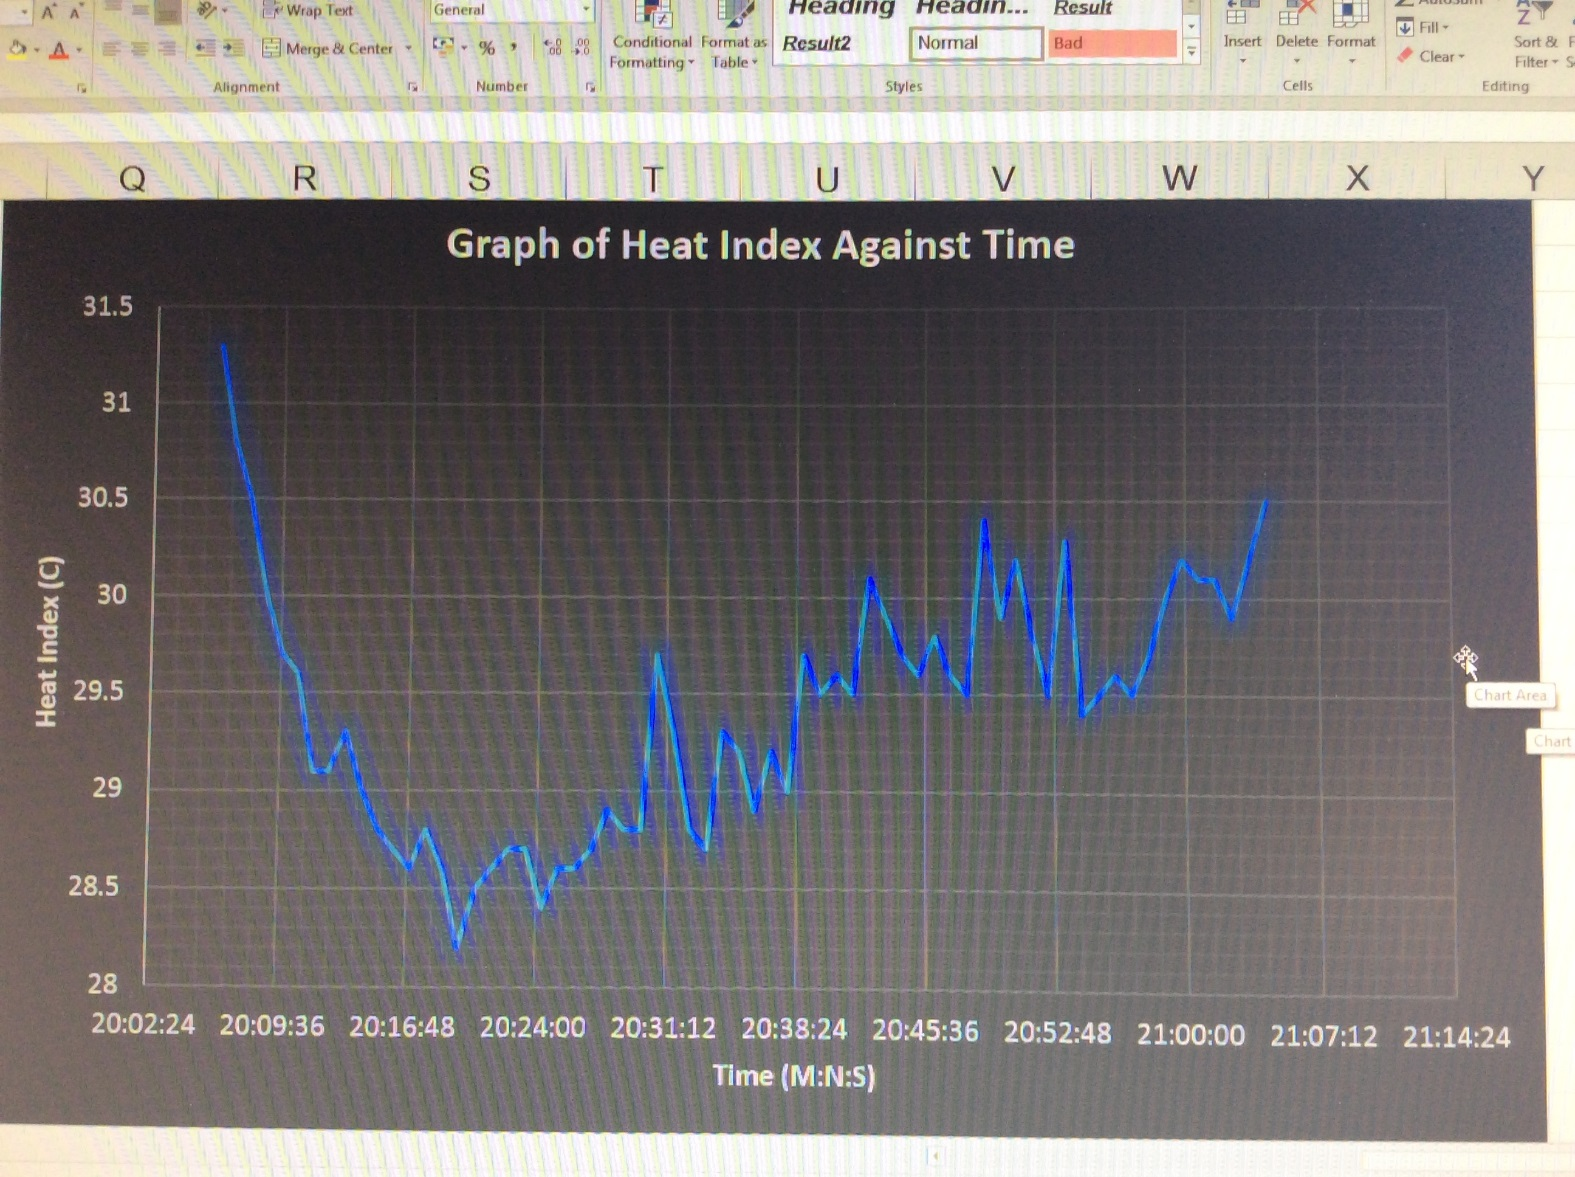 Wrap Text
General
Heading Headin... Result
Merge & Center
%
Conditional Formatting
Format as Table
Result2 Normal Bad
Insert Delete Format
Fill
Clear
Sort & Filter
Alignment Number Styles Cells Editing
Q R S T U V W X Y
Graph of Heat Index Against Time
31.5
31
30.5
30
29.5
29
28.5
28
Heat Index (C)
20:02:24 20:09:36 20:16:48 20:24:00 20:31:12 20:38:24 20:45:36 20:52:48 21:00:00 21:07:12 21:14:24
Time (M:N:S)
Chart Area
Chart